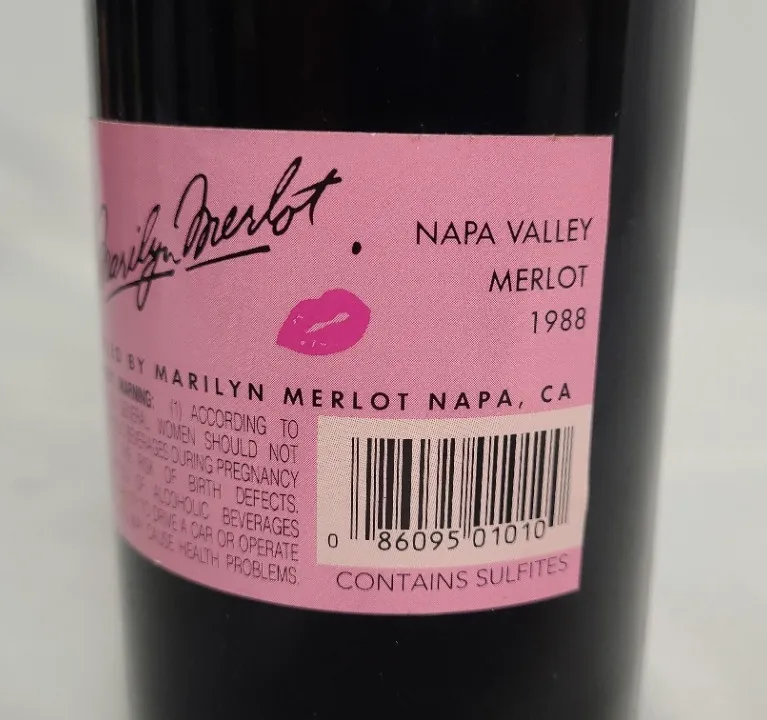 Marilyn Merlot.
NAPA VALLEY
MERLOT
1988
BY MARILYN MERLOT NAPA, CA
WARNING: (1) ACCORDING TO
WOMEN SHOULD NOT
BEVERAGES DURING PREGNANCY
RISK OF BIRTH DEFECTS.
OF ALCOHOLIC BEVERAGES
TO DRIVE A CAR OR OPERATE
CAUSE HEALTH PROBLEMS.
0 86095 01010
CONTAINS SULFITES